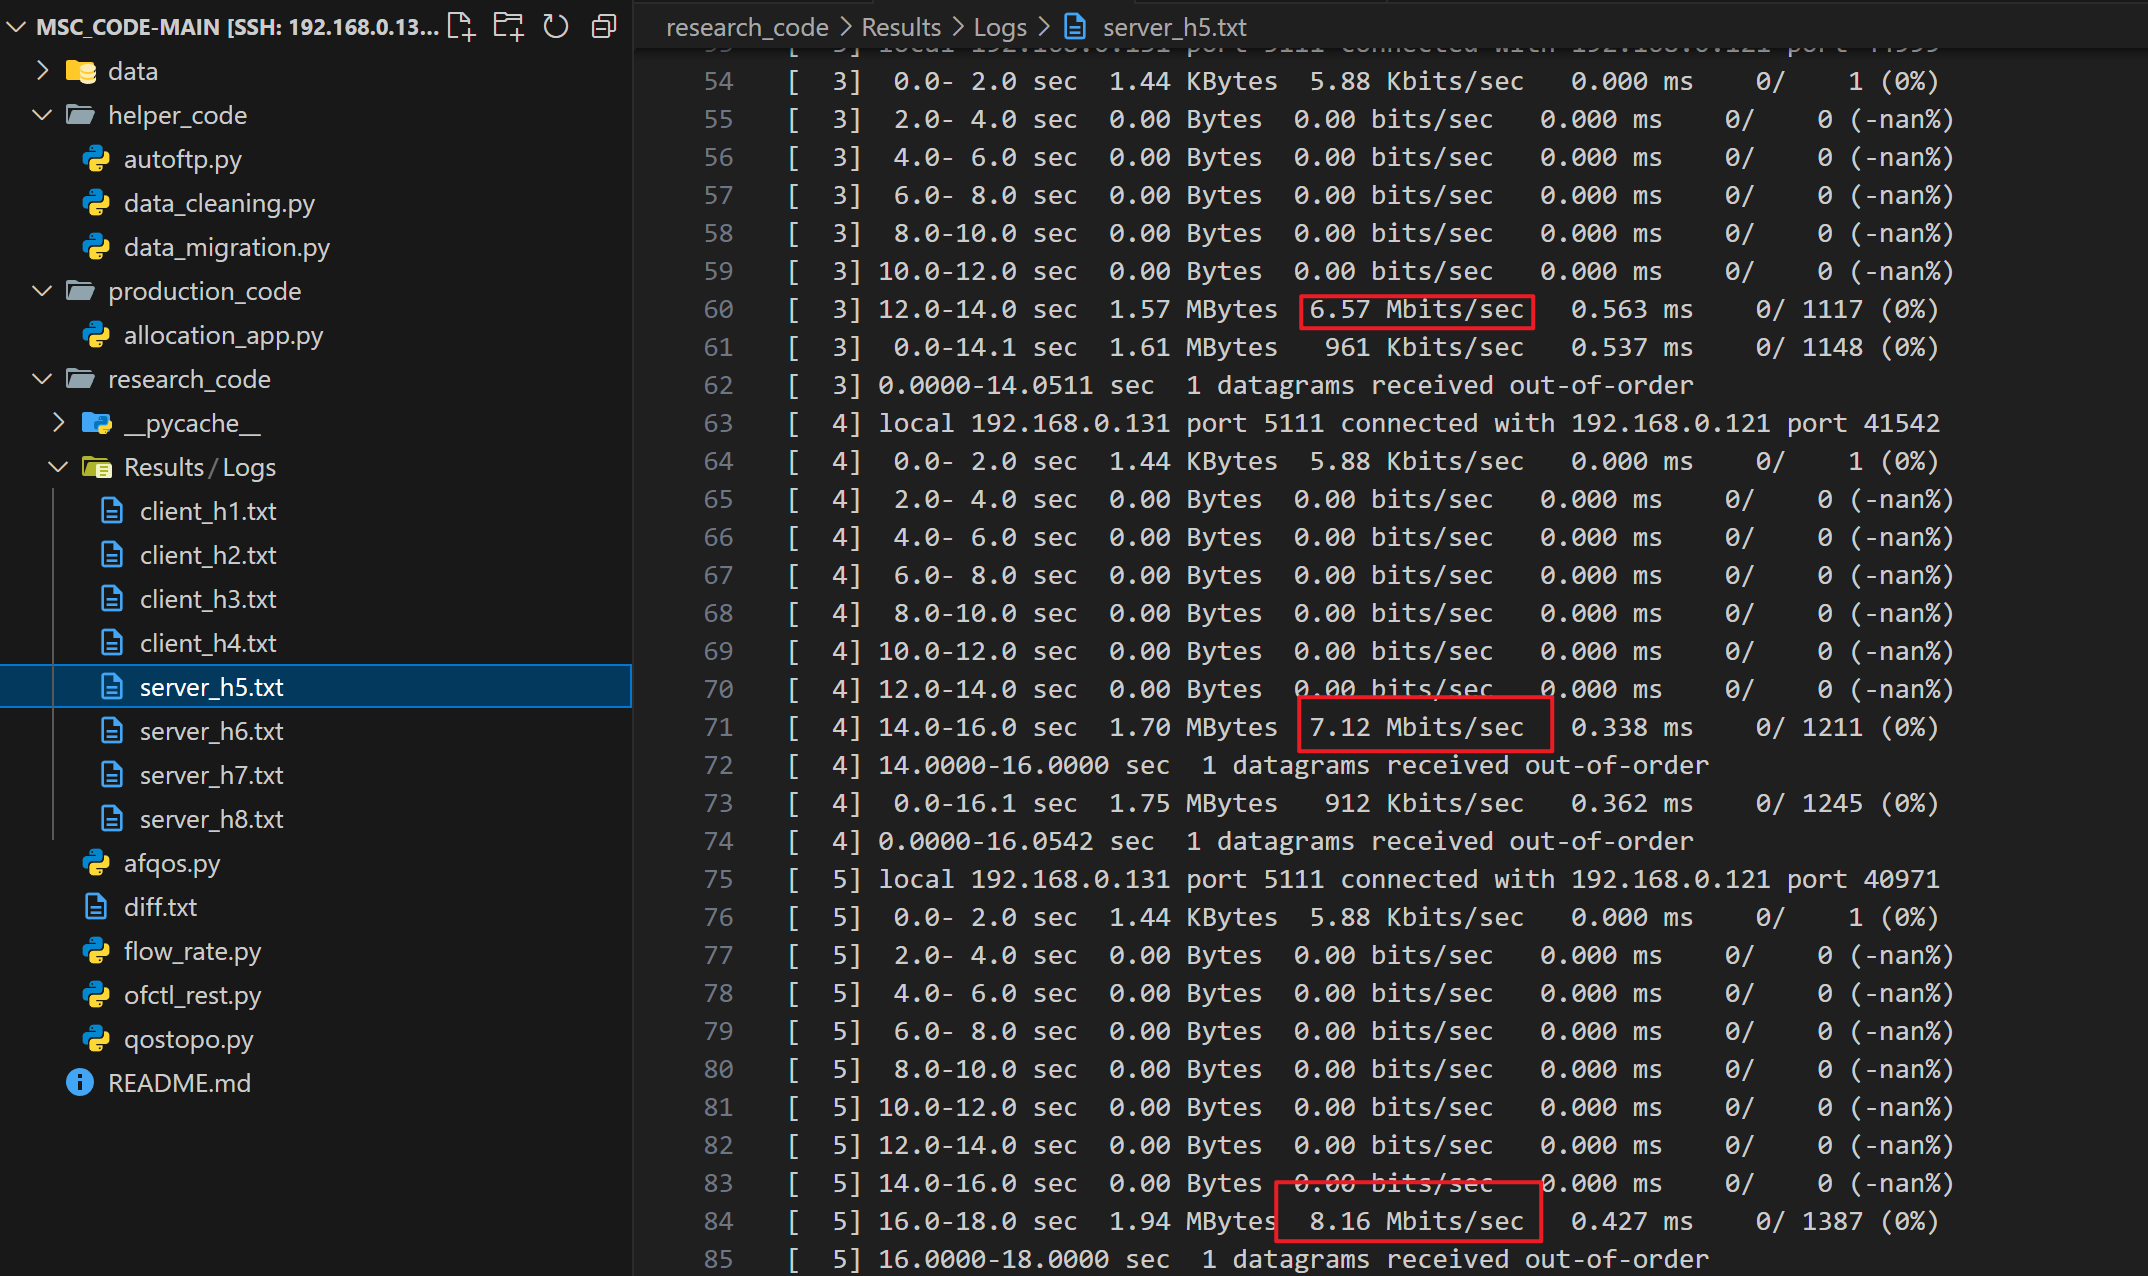 MSC_CODE-MAIN [SSH: 192.168.0.13...
data
helper_code
autoftp.py
data_cleaning.py
data_migration.py
production_code
allocation_app.py
research_code
__pycache__
Results/Logs
client_h1.txt
client_h2.txt
client_h3.txt
client_h4.txt
server_h5.txt
server_h6.txt
server_h7.txt
server_h8.txt
afqos.py
diff.txt
flow_rate.py
ofctl_rest.py
qostopo.py
README.md
research_code > Results > Logs > server_h5.txt
54 [  3]  0.0- 2.0 sec  1.44 KBytes  5.88 Kbits/sec   0.000 ms    0/    1 (0%)
55 [  3]  2.0- 4.0 sec  0.00 Bytes  0.00 bits/sec   0.000 ms    0/    0 (-nan%)
56 [  3]  4.0- 6.0 sec  0.00 Bytes  0.00 bits/sec   0.000 ms    0/    0 (-nan%)
57 [  3]  6.0- 8.0 sec  0.00 Bytes  0.00 bits/sec   0.000 ms    0/    0 (-nan%)
58 [  3]  8.0-10.0 sec  0.00 Bytes  0.00 bits/sec   0.000 ms    0/    0 (-nan%)
59 [  3] 10.0-12.0 sec  0.00 Bytes  0.00 bits/sec   0.000 ms    0/    0 (-nan%)
60 [  3] 12.0-14.0 sec  1.57 MBytes  6.57 Mbits/sec   0.563 ms    0/ 1117 (0%)
61 [  3]  0.0-14.1 sec  1.61 MBytes   961 Kbits/sec   0.537 ms    0/ 1148 (0%)
62 [  3] 0.0000-14.0511 sec  1 datagrams received out-of-order
63 [  4] local 192.168.0.131 port 5111 connected with 192.168.0.121 port 41542
64 [  4]  0.0- 2.0 sec  1.44 KBytes  5.88 Kbits/sec   0.000 ms    0/    1 (0%)
65 [  4]  2.0- 4.0 sec  0.00 Bytes  0.00 bits/sec   0.000 ms    0/    0 (-nan%)
66 [  4]  4.0- 6.0 sec  0.00 Bytes  0.00 bits/sec   0.000 ms    0/    0 (-nan%)
67 [  4]  6.0- 8.0 sec  0.00 Bytes  0.00 bits/sec   0.000 ms    0/    0 (-nan%)
68 [  4]  8.0-10.0 sec  0.00 Bytes  0.00 bits/sec   0.000 ms    0/    0 (-nan%)
69 [  4] 10.0-12.0 sec  0.00 Bytes  0.00 bits/sec   0.000 ms    0/    0 (-nan%)
70 [  4] 12.0-14.0 sec  0.00 Bytes  0.00 bits/sec   0.000 ms    0/    0 (-nan%)
71 [  4] 14.0-16.0 sec  1.70 MBytes  7.12 Mbits/sec   0.338 ms    0/ 1211 (0%)
72 [  4] 14.0000-16.0000 sec  1 datagrams received out-of-order
73 [  4]  0.0-16.1 sec  1.75 MBytes   912 Kbits/sec   0.362 ms    0/ 1245 (0%)
74 [  4] 0.0000-16.0542 sec  1 datagrams received out-of-order
75 [  5] local 192.168.0.131 port 5111 connected with 192.168.0.121 port 40971
76 [  5]  0.0- 2.0 sec  1.44 KBytes  5.88 Kbits/sec   0.000 ms    0/    1 (0%)
77 [  5]  2.0- 4.0 sec  0.00 Bytes  0.00 bits/sec   0.000 ms    0/    0 (-nan%)
78 [  5]  4.0- 6.0 sec  0.00 Bytes  0.00 bits/sec   0.000 ms    0/    0 (-nan%)
79 [  5]  6.0- 8.0 sec  0.00 Bytes  0.00 bits/sec   0.000 ms    0/    0 (-nan%)
80 [  5]  8.0-10.0 sec  0.00 Bytes  0.00 bits/sec   0.000 ms    0/    0 (-nan%)
81 [  5] 10.0-12.0 sec  0.00 Bytes  0.00 bits/sec   0.000 ms    0/    0 (-nan%)
82 [  5] 12.0-14.0 sec  0.00 Bytes  0.00 bits/sec   0.000 ms    0/    0 (-nan%)
83 [  5] 14.0-16.0 sec  0.00 Bytes  0.00 bits/sec   0.000 ms    0/    0 (-nan%)
84 [  5] 16.0-18.0 sec  1.94 MBytes  8.16 Mbits/sec   0.427 ms    0/ 1387 (0%)
85 [  5] 16.0000-18.0000 sec  1 datagrams received out-of-order